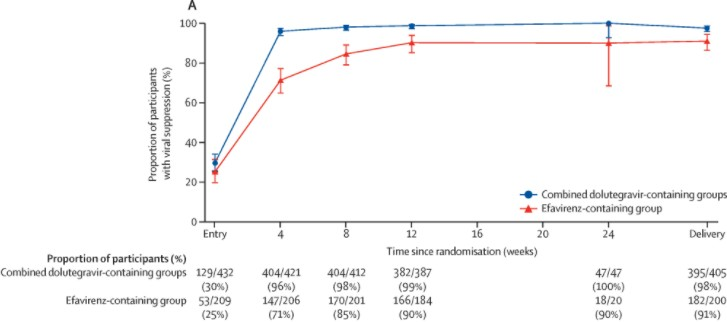 A
Proportion of participants
with viral suppression (%)
100
80
60
40
20
0
Combined dolutegravir-containing groups
Efavirenz-containing group
Entry 4 8 12 16 20 24 Delivery
Time since randomisation (weeks)
Proportion of participants (%)
Combined dolutegravir-containing groups 129/432 404/421 404/412 382/387 47/47 395/405
(30%) (96%) (98%) (99%) (100%) (98%)
Efavirenz-containing group 53/209 147/206 170/201 166/184 18/20 182/200
(25%) (71%) (85%) (90%) (90%) (91%)